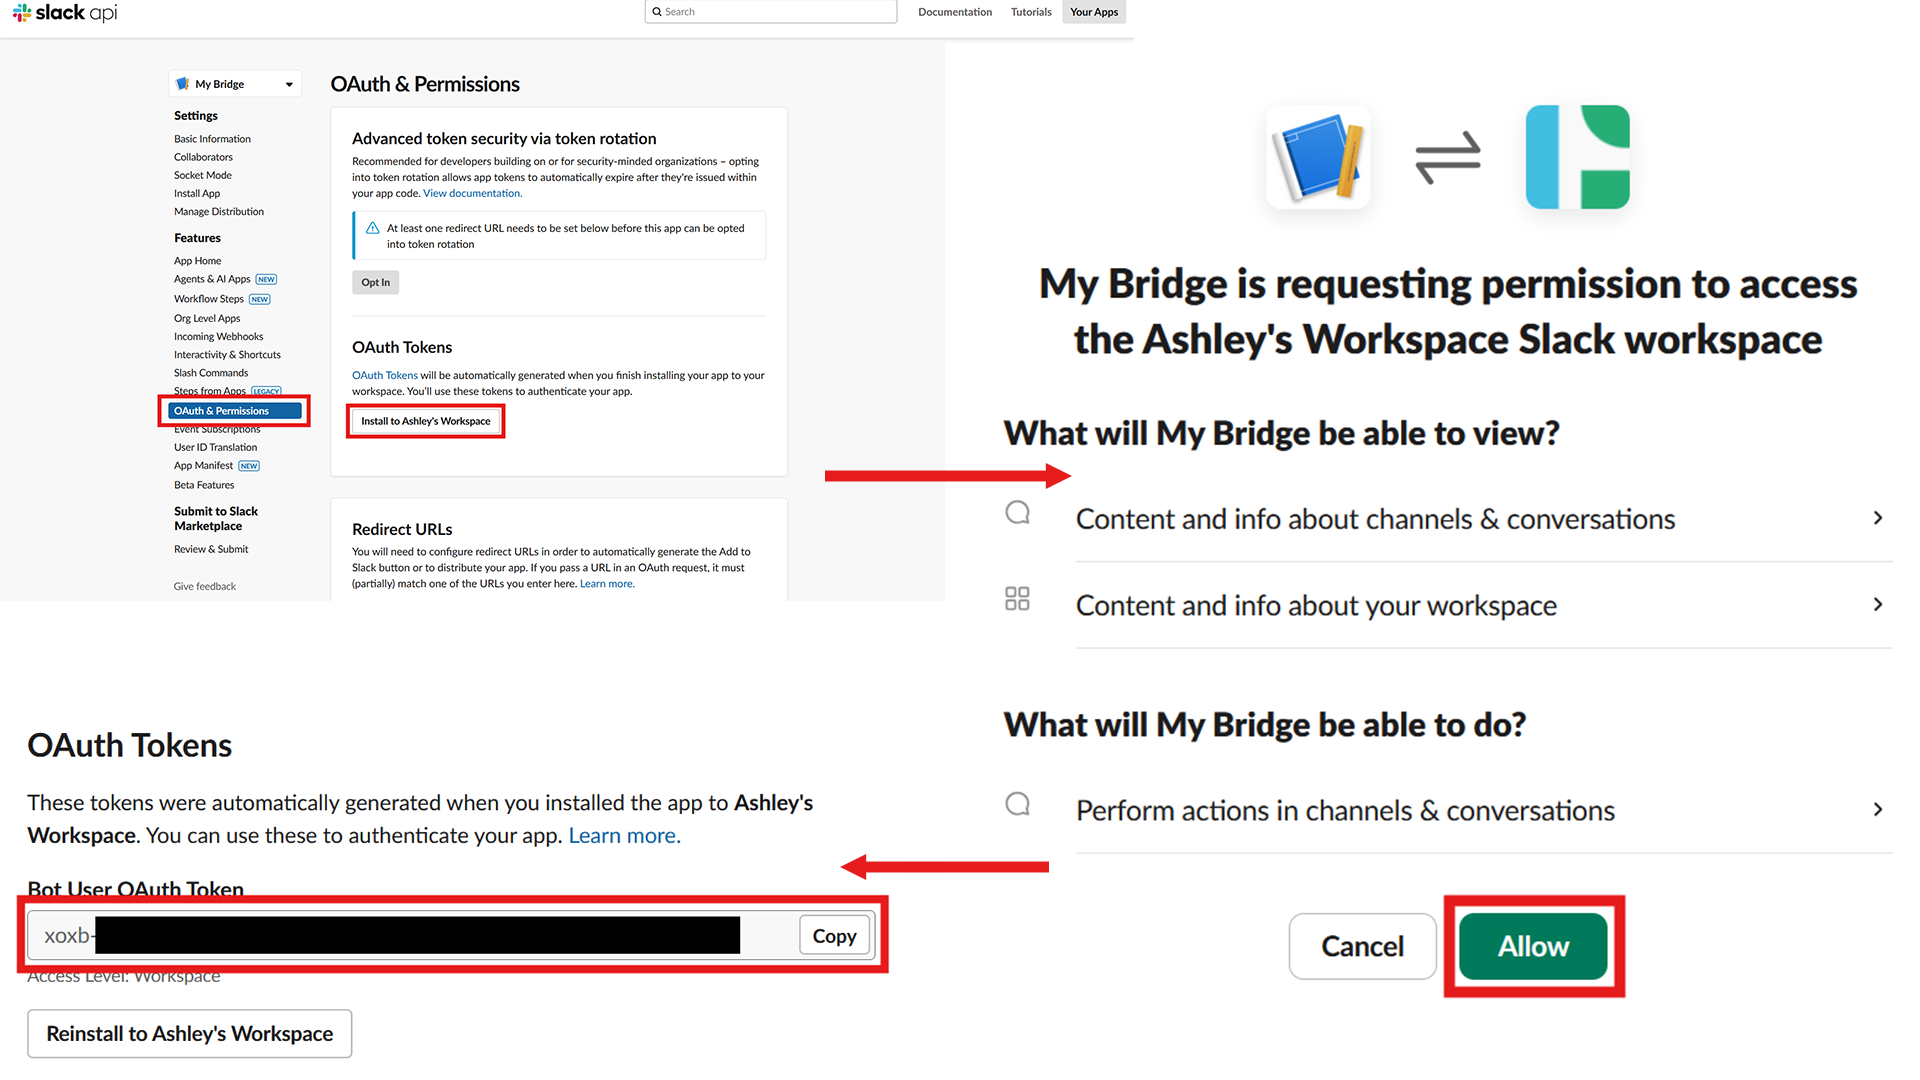 slack api
Search
Documentation
Tutorials
Your Apps
My Bridge
Settings
Basic Information
Collaborators
Socket Mode
Install App
Manage Distribution
Features
App Home
Agents & AI Apps NEW
Workflow Steps NEW
Org Level Apps
Incoming Webhooks
Interactivity & Shortcuts
Slash Commands
Steps from Apps LEGACY
OAuth & Permissions
Event Subscriptions
User ID Translation
App Manifest NEW
Beta Features
Submit to Slack
Marketplace
Review & Submit
Give feedback
OAuth & Permissions
Advanced token security via token rotation
Recommended for developers building on or for security-minded organizations – opting
into token rotation allows app tokens to automatically expire after they're issued within
your app code. View documentation.
At least one redirect URL needs to be set below before this app can be opted
into token rotation
Opt In
OAuth Tokens
OAuth Tokens will be automatically generated when you finish installing your app to your
workspace. You'll use these tokens to authenticate your app.
Install to Ashley's Workspace
Redirect URLs
You will need to configure redirect URLs in order to automatically generate the Add to
Slack button or to distribute your app. If you pass a URL in an OAuth request, it must
(partially) match one of the URLs you enter here. Learn more.
My Bridge is requesting permission to access
the Ashley's Workspace Slack workspace
What will My Bridge be able to view?
Content and info about channels & conversations
Content and info about your workspace
What will My Bridge be able to do?
Perform actions in channels & conversations
Cancel
Allow
OAuth Tokens
These tokens were automatically generated when you installed the app to Ashley's
Workspace. You can use these to authenticate your app. Learn more.
Bot User OAuth Token
xoxb-
Copy
Access Level: Workspace
Reinstall to Ashley's Workspace